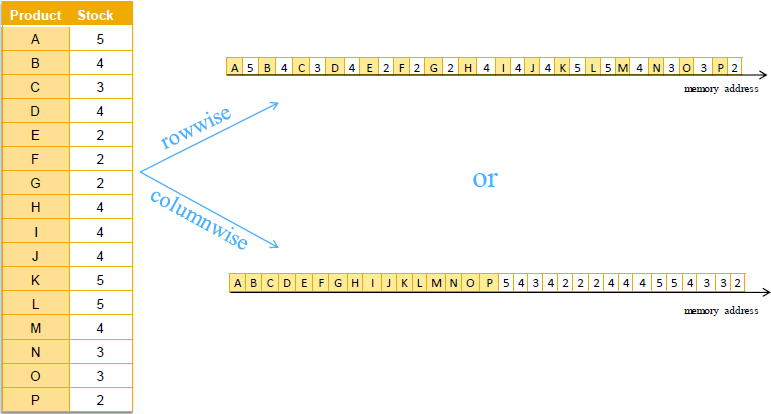 Product Stock
A 5
B 4
C 3
D 4
E 2
F 2
G 2
H 4
I 4
J 4
K 5
L 5
M 4
N 3
O 3
P 2
rowwise
columnwise
A 5 B 4 C 3 D 4 E 2 F 2 G 2 H 4 I 4 J 4 K 5 L 5 M 4 N 3 O 3 P 2
memory address
or
A B C D E F G H I J K L M N O P 5 4 3 4 2 2 2 4 4 4 5 5 4 3 3 2
memory address